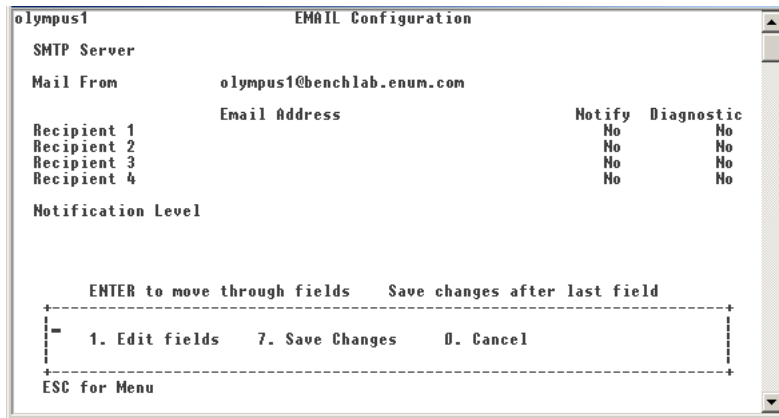 olympus1 EMAIL Configuration
SMTP Server
Mail From olympus1@benchlab.enum.com
Email Address Notify Diagnostic
Recipient 1 No No
Recipient 2 No No
Recipient 3 No No
Recipient 4 No No
Notification Level
ENTER to move through fields Save changes after last field
1. Edit fields 7. Save Changes 0. Cancel
ESC for Menu